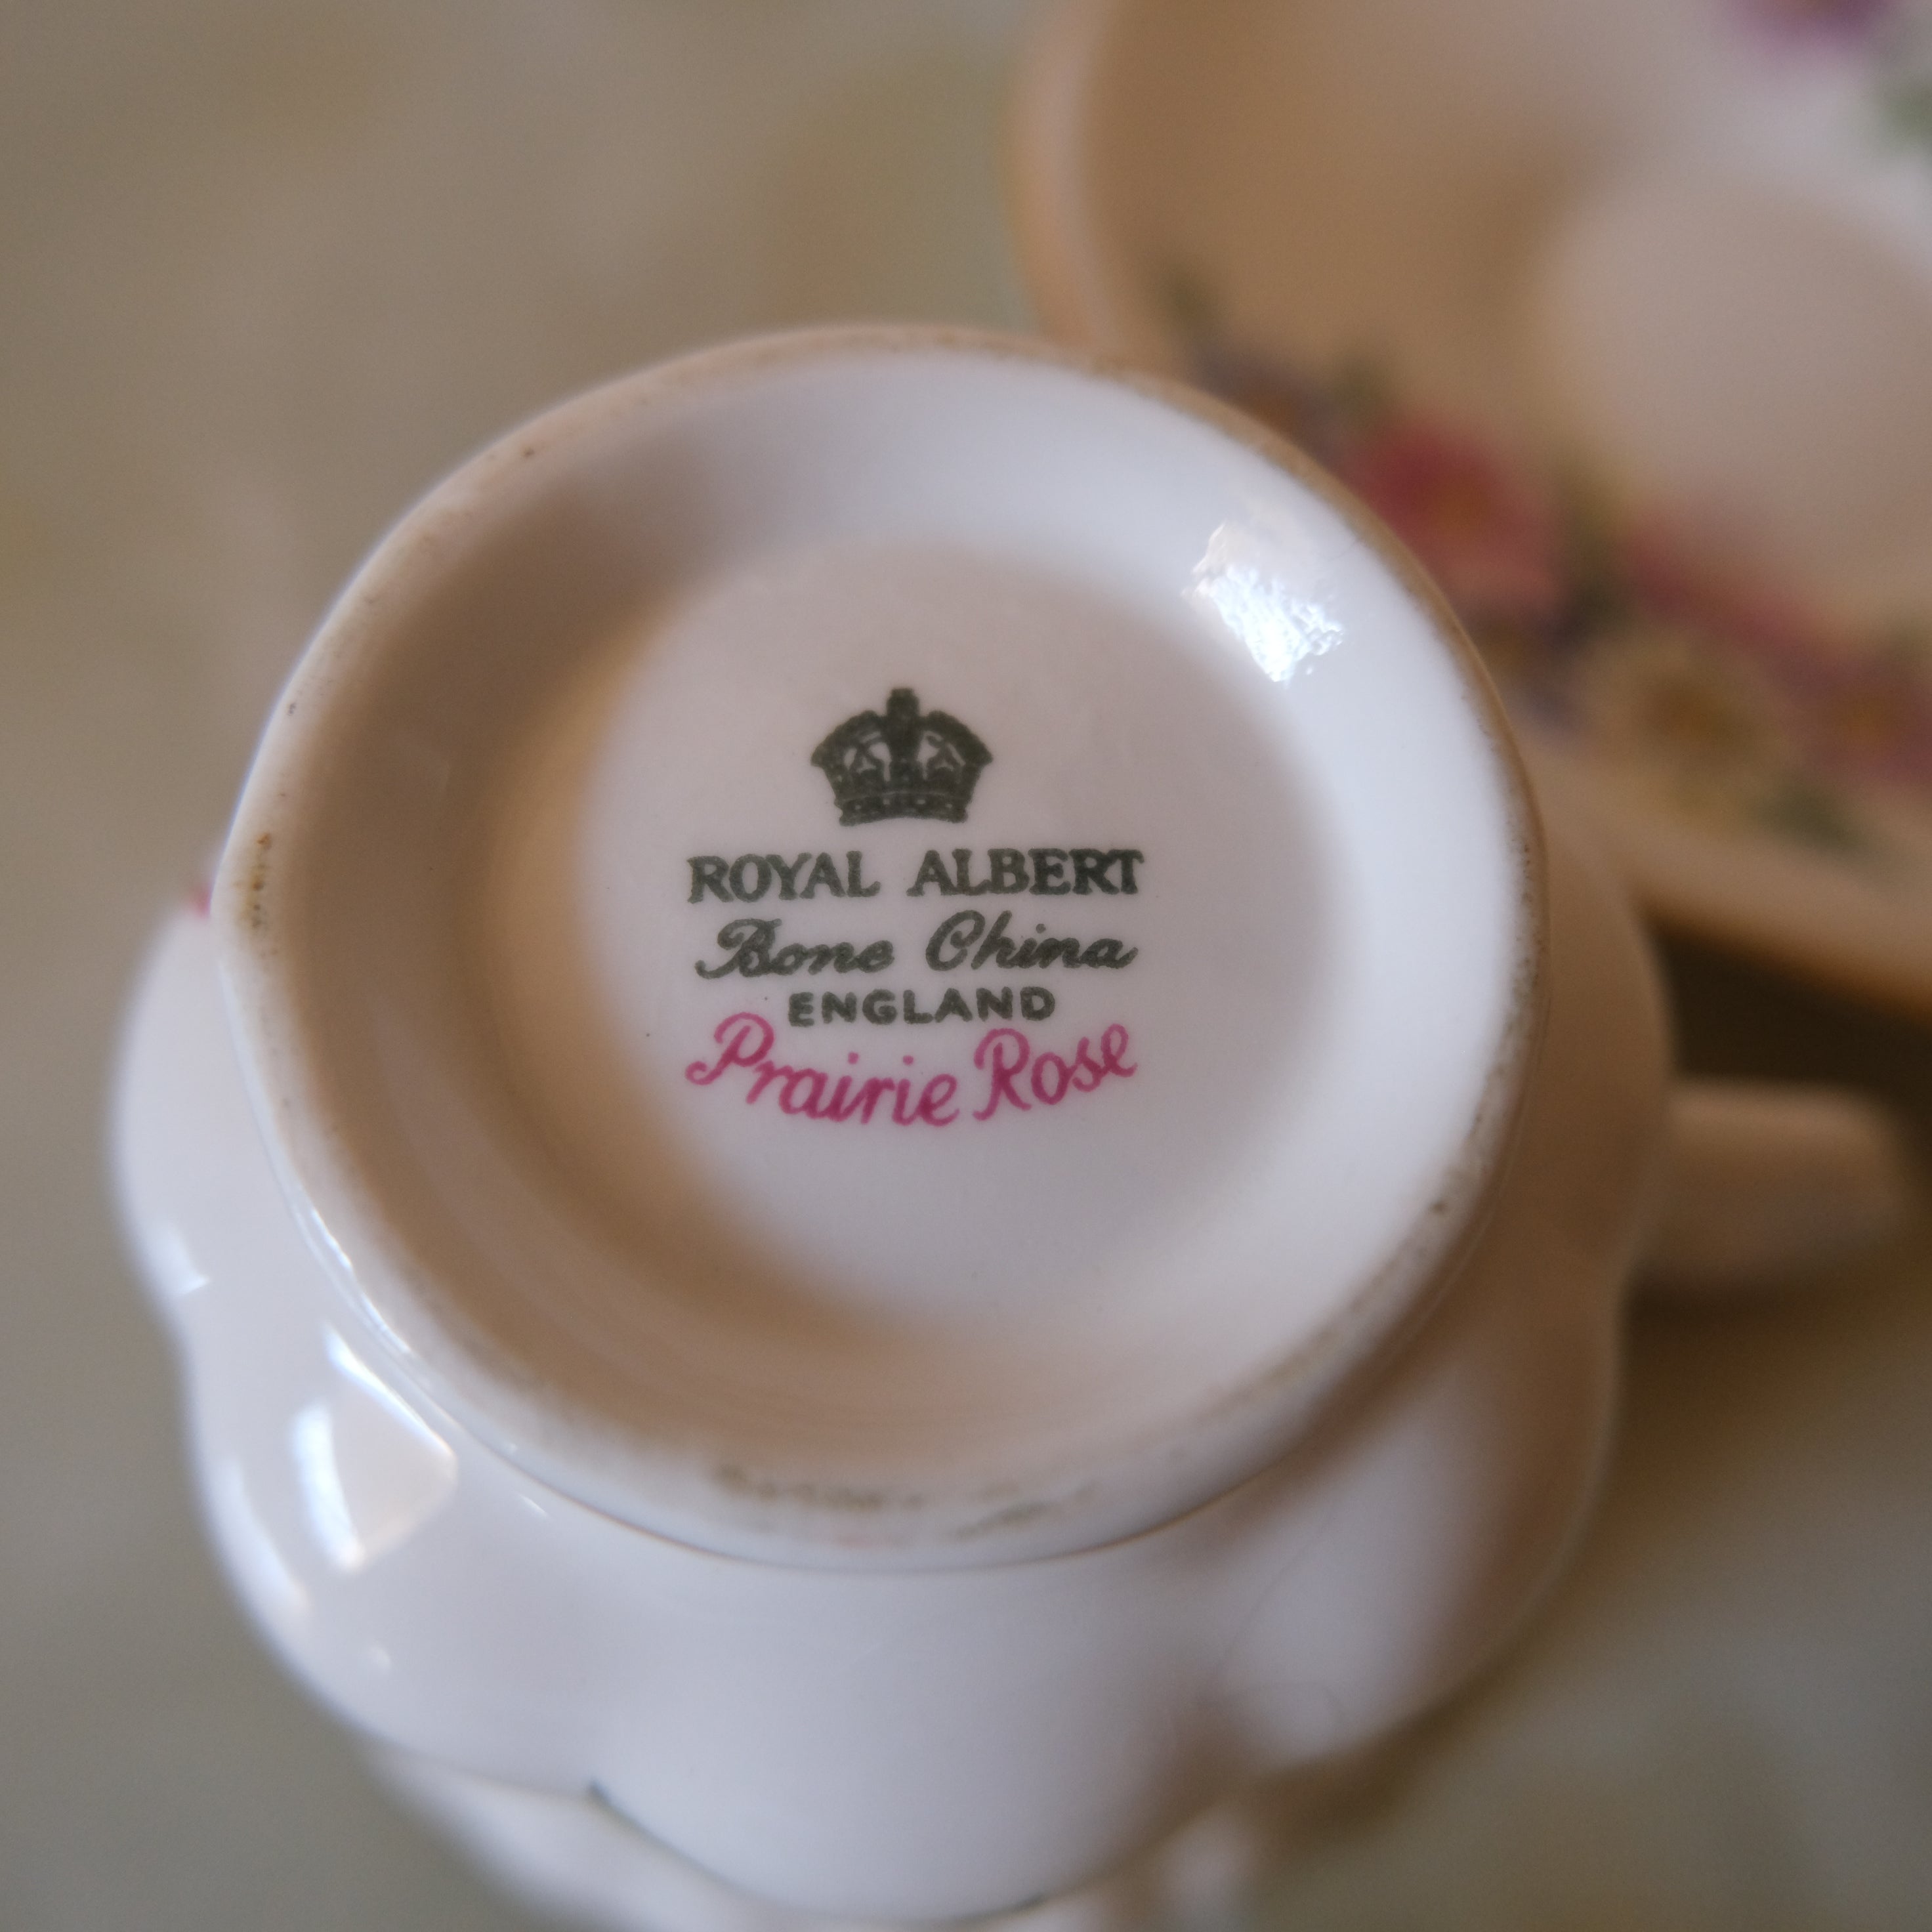 ROYAL ALBERT
Bone China
ENGLAND
Prairie Rose